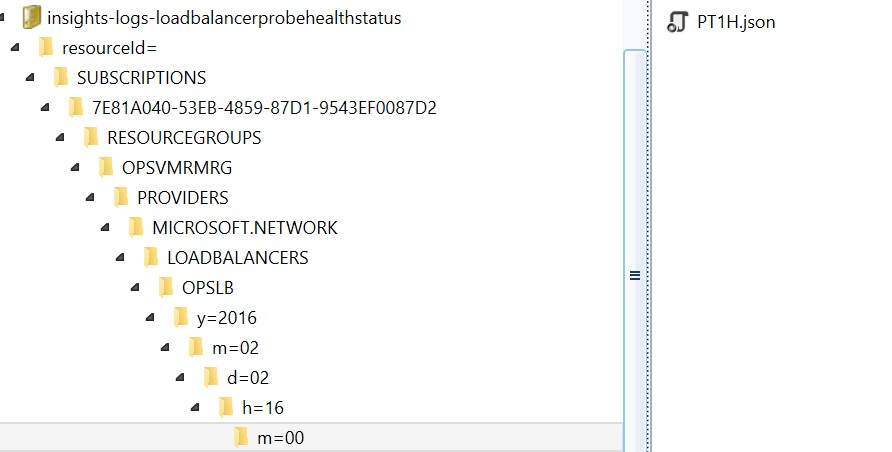 insights-logs-loadbalancerprobehealthstatus
resourceId=
SUBSCRIPTIONS
7E81A040-53EB-4859-87D1-9543EF0087D2
RESOURCEGROUPS
OPSVMRMRG
PROVIDERS
MICROSOFT.NETWORK
LOADBALANCERS
OPSLB
y=2016
m=02
d=02
h=16
m=00
PT1H.json